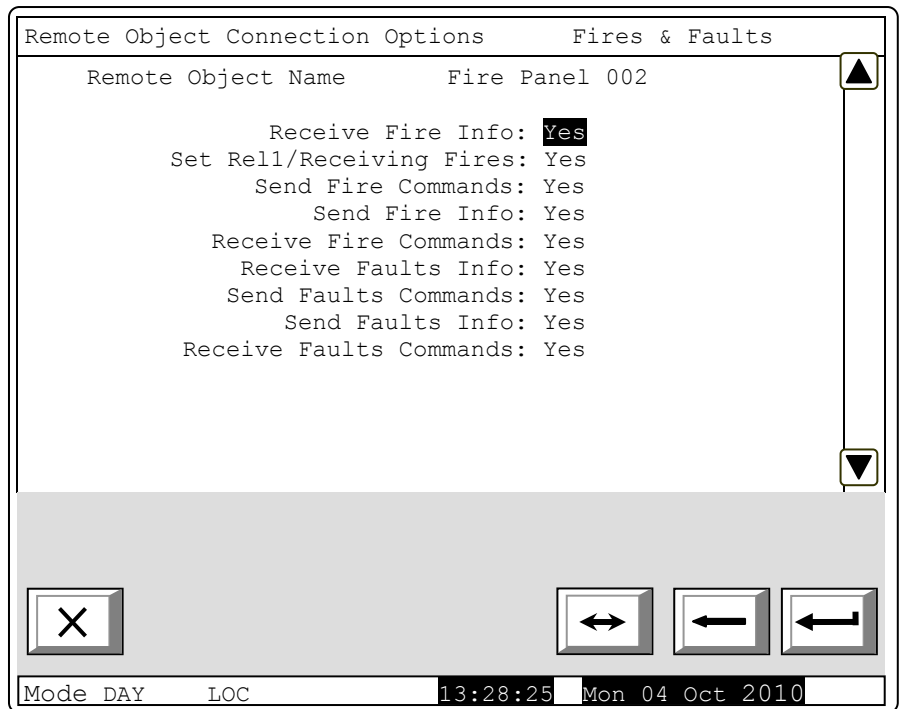 Remote Object Connection Options Fires & Faults
Remote Object Name Fire Panel 002
Receive Fire Info: Yes
Set Rel1/Receiving Fires: Yes
Send Fire Commands: Yes
Send Fire Info: Yes
Receive Fire Commands: Yes
Receive Faults Info: Yes
Send Faults Commands: Yes
Send Faults Info: Yes
Receive Faults Commands: Yes
Mode DAY LOC 13:28:25 Mon 04 Oct 2010